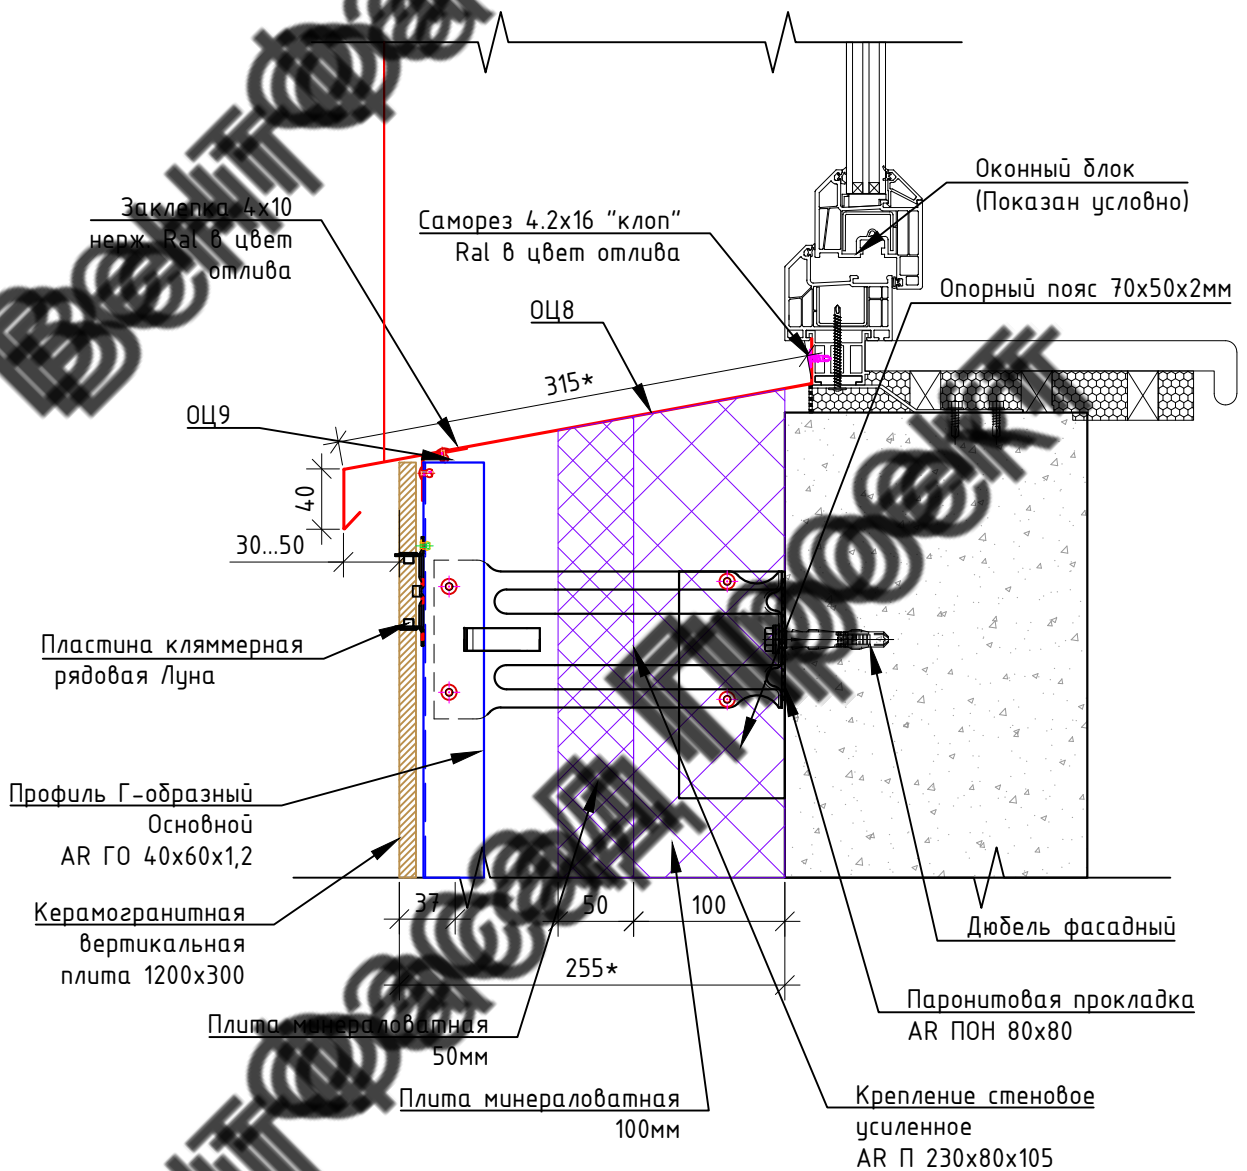 Оконный блок
(Показан условно)
Заклепка 4х10
нерж. Ral в цвет
отлива
Саморез 4.2х16 "клоп"
Ral в цвет отлива
Опорный пояс 70х50х2мм
ОЦ8
315*
ОЦ9
40
30...50
Пластина кляммерная
рядовая Луна
Профиль Г-образный
Основной
AR ГО 40х60х1,2
Керамогранитная
вертикальная
плита 1200х300
37
50
100
255*
Дюбель фасадный
Паронитовая прокладка
AR ПОН 80х80
Плита минераловатная
50мм
Плита минераловатная
100мм
Крепление стеновое
усиленное
AR П 230х80х105